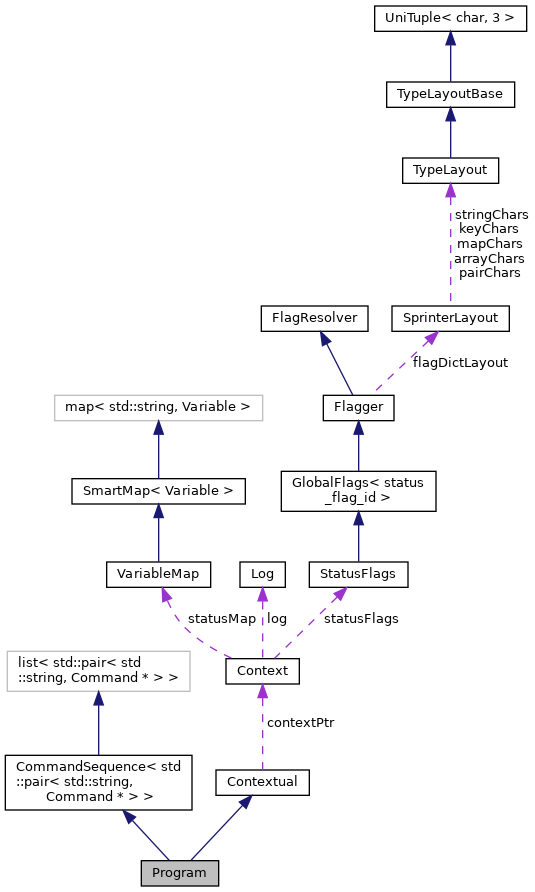 UniTuple< char, 3 >
TypeLayoutBase
TypeLayout
stringChars
keyChars
mapChars
arrayChars
pairChars
FlagResolver
SprinterLayout
flagDictLayout
map< std::string, Variable >
Flagger
SmartMap< Variable >
GlobalFlags< status
_flag_id >
VariableMap
Log
StatusFlags
statusMap
log
statusFlags
list< std::pair< std
::string, Command * > >
Context
contextPtr
CommandSequence< std
::pair< std::string,
Command * > >
Contextual
Program